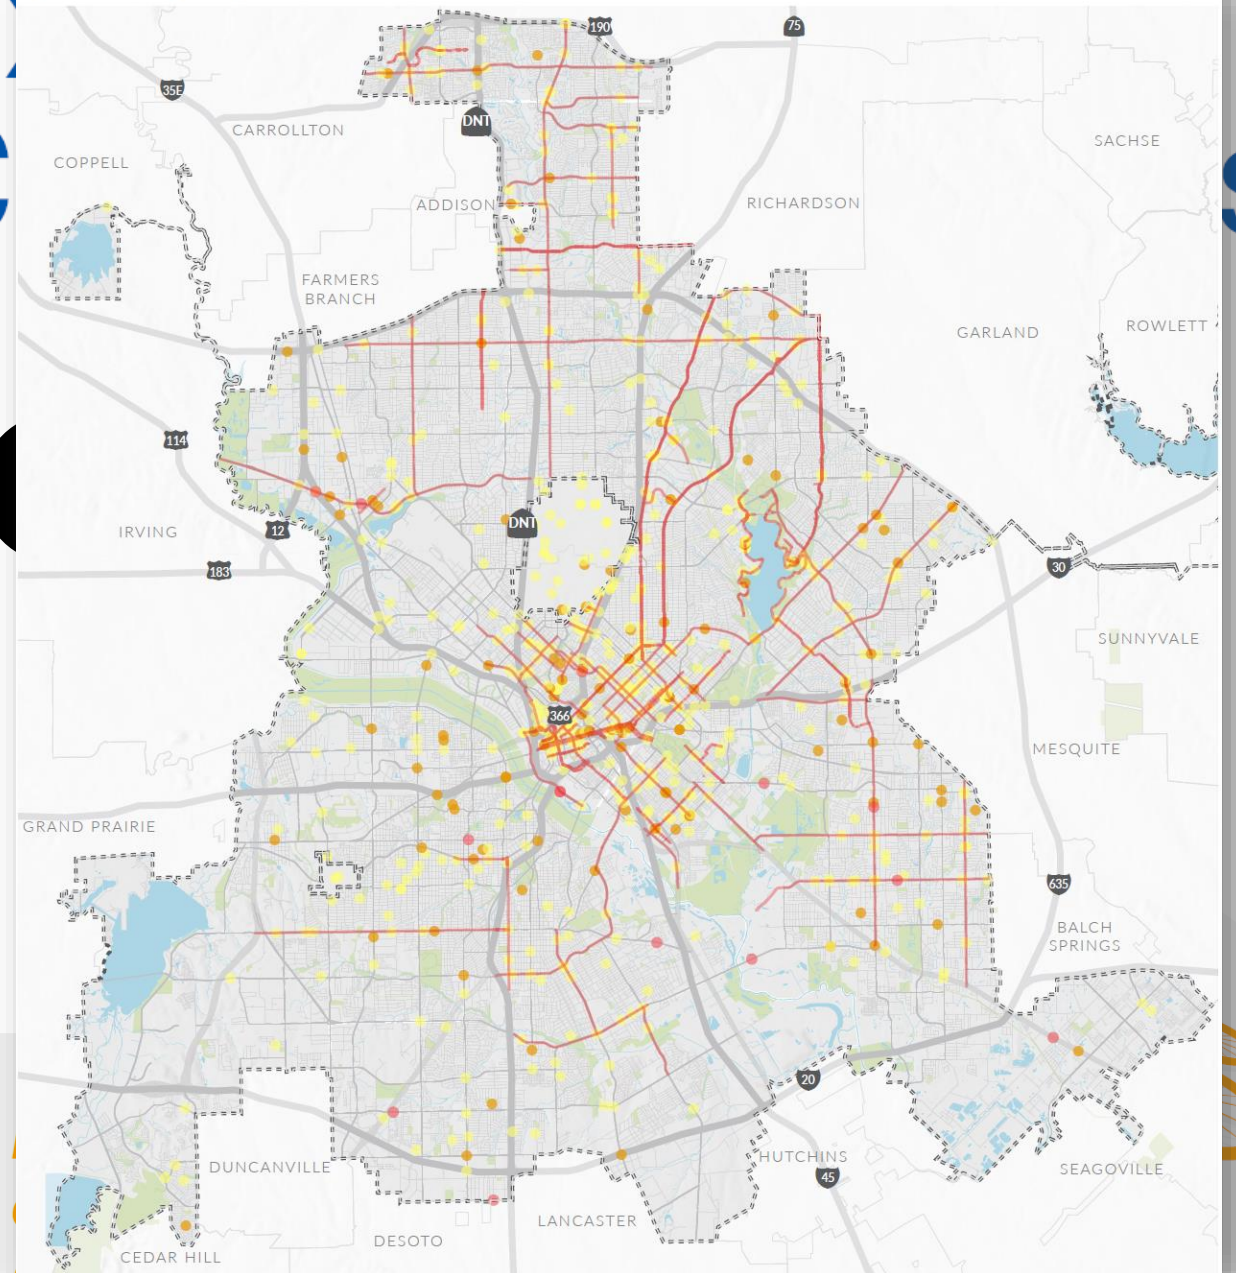 190
75
35E
DNT
CARROLLTON
SACHSE
COPPELL
ADDISON
RICHARDSON
FARMERS
BRANCH
ROWLETT
GARLAND
114
DNT
IRVING
12
183
30
SUNNYVALE
366
MESQUITE
GRAND PRAIRIE
635
BALCH
SPRINGS
20
HUTCHINS
DUNCANVILLE
SEAGOVILLE
45
LANCASTER
DESOTO
CEDAR HILL